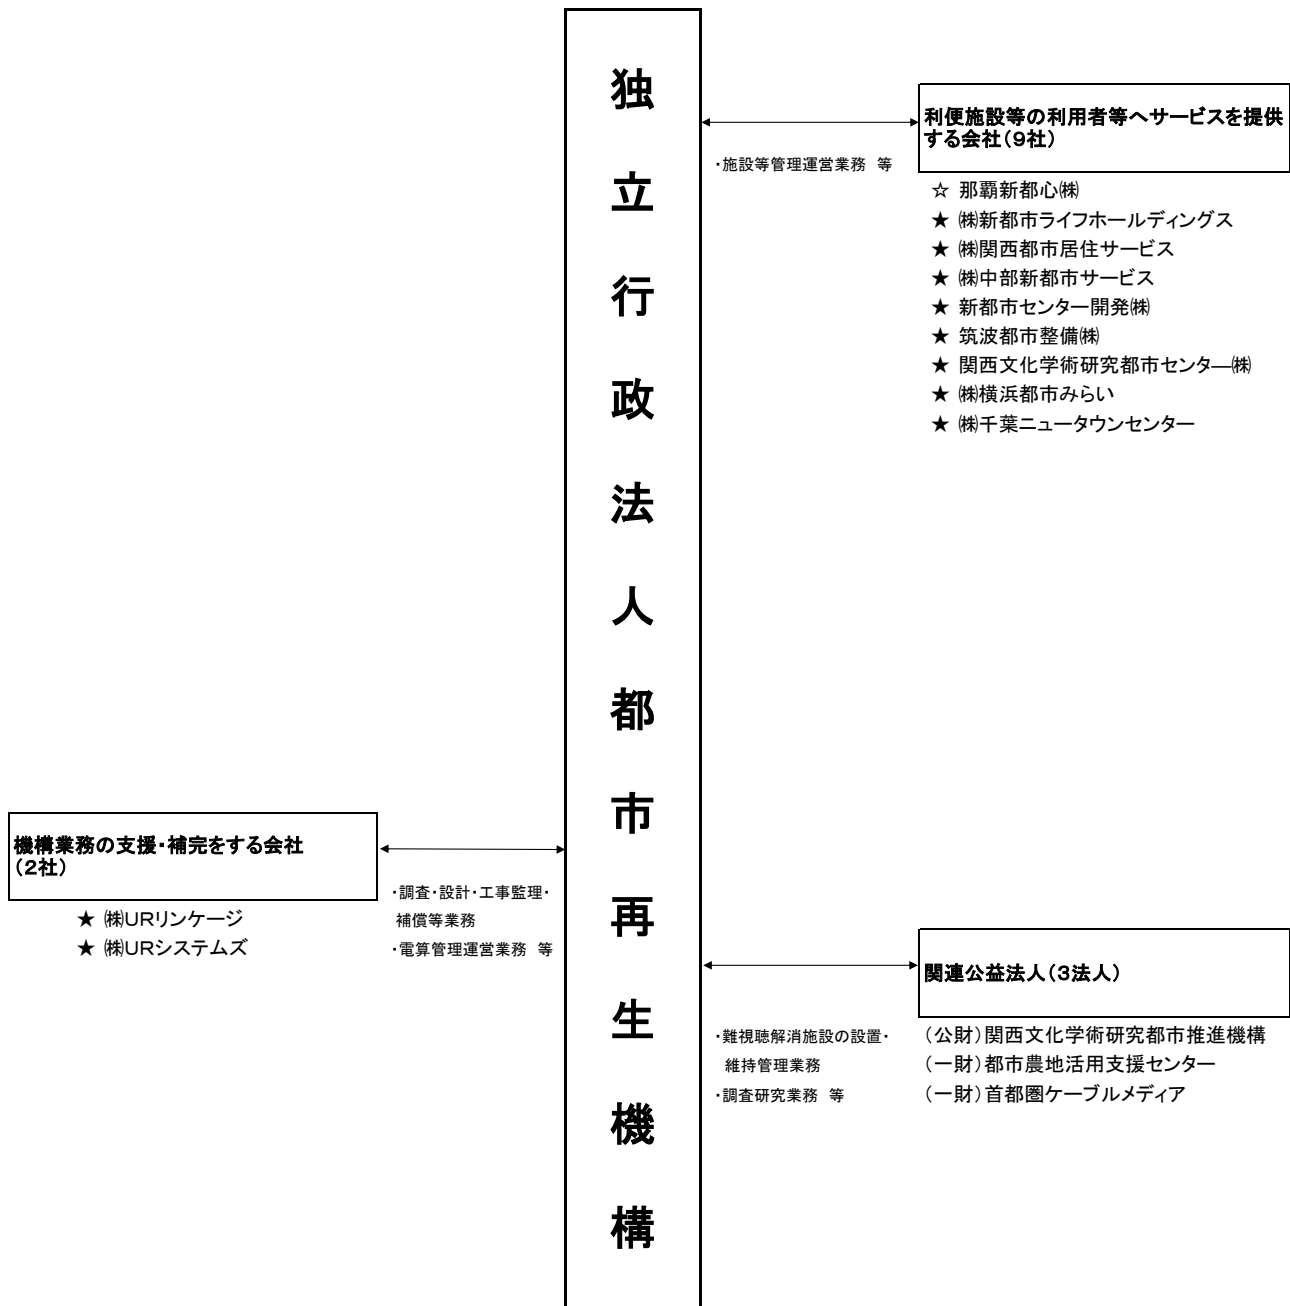 独立行政法人都市再生機構
利便施設等の利用者等へサービスを提供
する会社(9社)
・施設等管理運営業務 等
☆ 那覇新都心㈱
★ ㈱新都市ライフホールディングス
★ ㈱関西都市居住サービス
★ ㈱中部新都市サービス
★ 新都市センター開発㈱
★ 筑波都市整備㈱
★ 関西文化学術研究都市センタ―㈱
★ ㈱横浜都市みらい
★ ㈱千葉ニュータウンセンター
機構業務の支援・補完をする会社
(2社)
★ ㈱URリンケージ
★ ㈱URシステムズ
・調査・設計・工事監理・
補償等業務
・電算管理運営業務 等
関連公益法人(3法人)
・難視聴解消施設の設置・
維持管理業務
・調査研究業務 等
(公財)関西文化学術研究都市推進機構
(一財)都市農地活用支援センター
(一財)首都圏ケーブルメディア